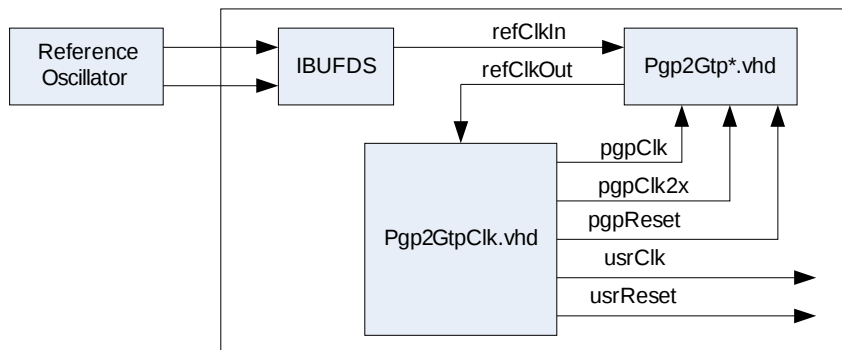 Reference
Oscillator
IBUFDS
refClkIn
refClkOut
Pgp2Gtp*.vhd
Pgp2GtpClk.vhd
pgpClk
pgpClk2x
pgpReset
usrClk
usrReset